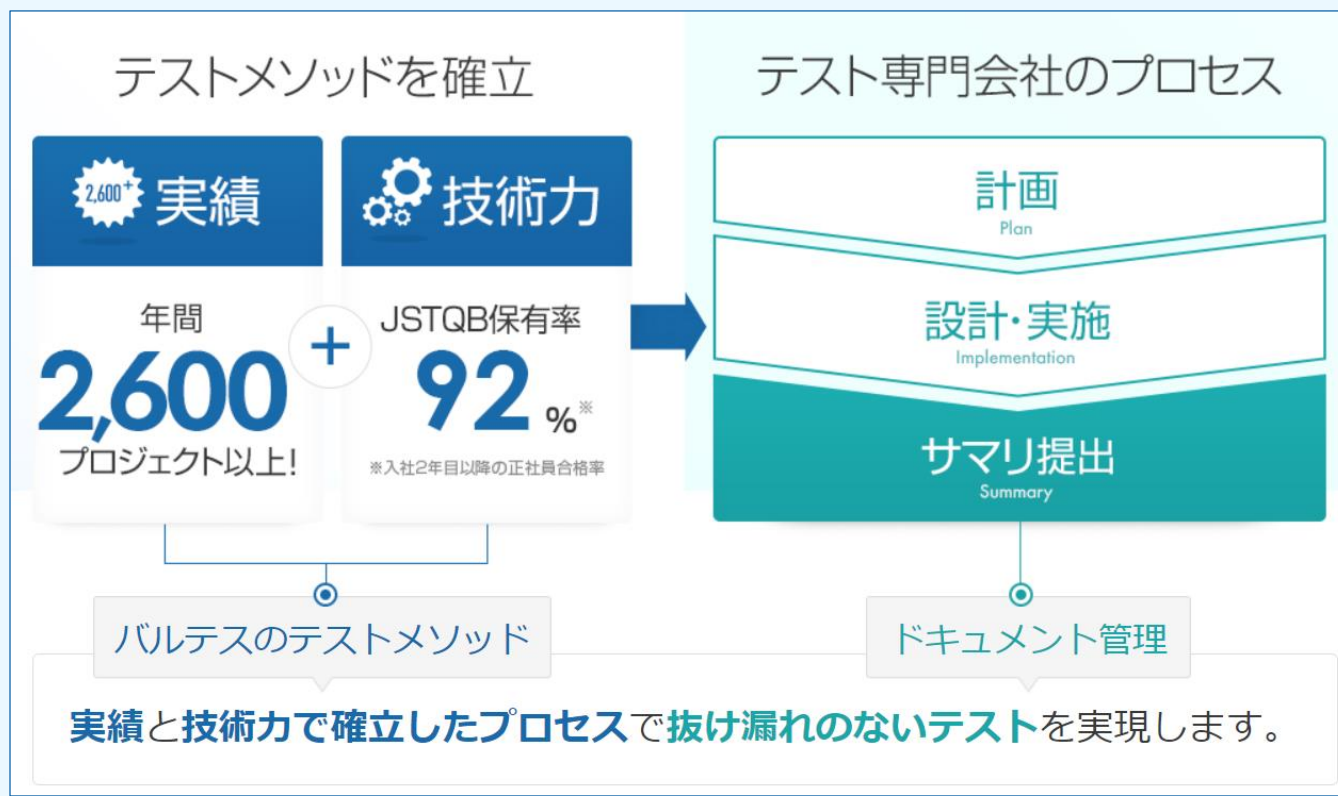 テストメソッドを確立
2,600+
実績
年間
2,600
プロジェクト以上!
+
技術力
JSTQB保有率
92%※
※入社2年目以降の正社員合格率
バルテスのテストメソッド
テスト専門会社のプロセス
計画
Plan
設計・実施
Implementation
サマリ提出
Summary
ドキュメント管理
実績と技術力で確立したプロセスで抜け漏れのないテストを実現します。